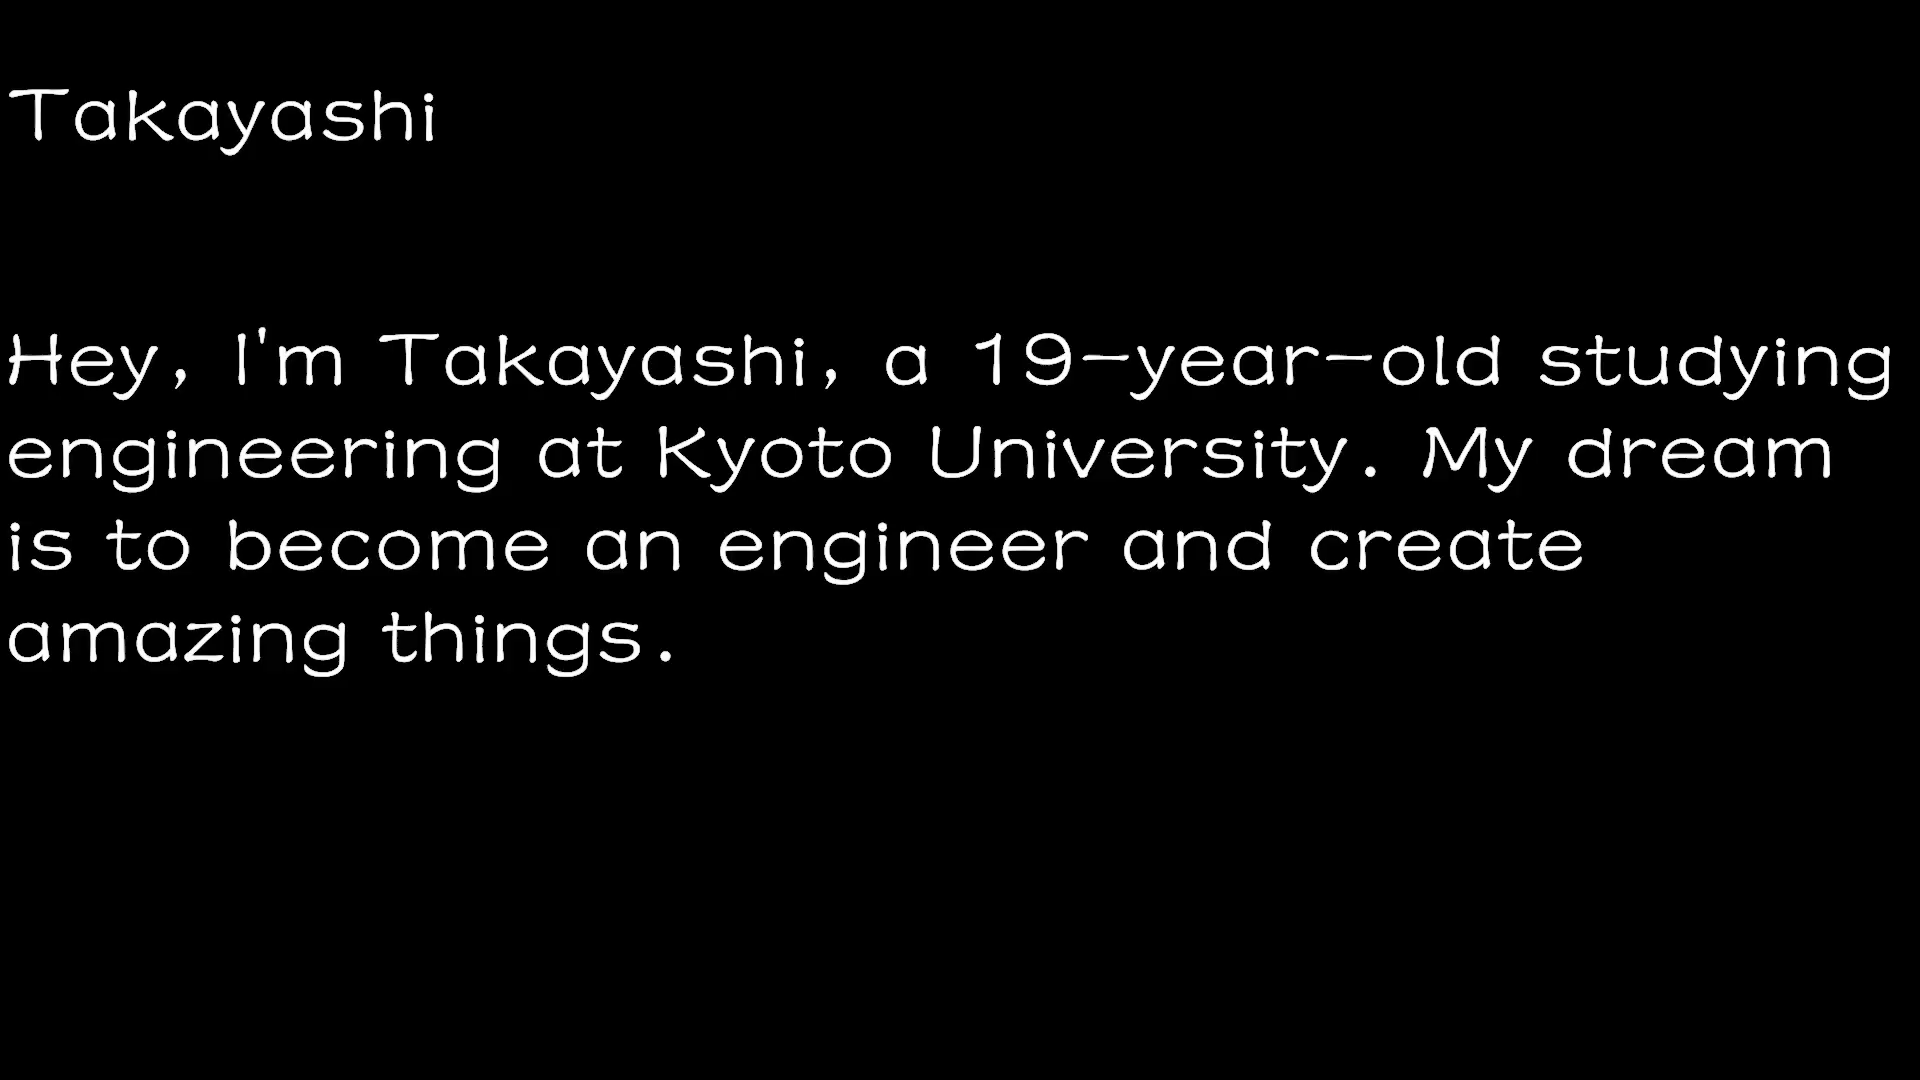 Takayashi
Hey, I'm Takayashi, a 19-year-old studying
engineering at Kyoto University. My dream
is to become an engineer and create
amazing things.